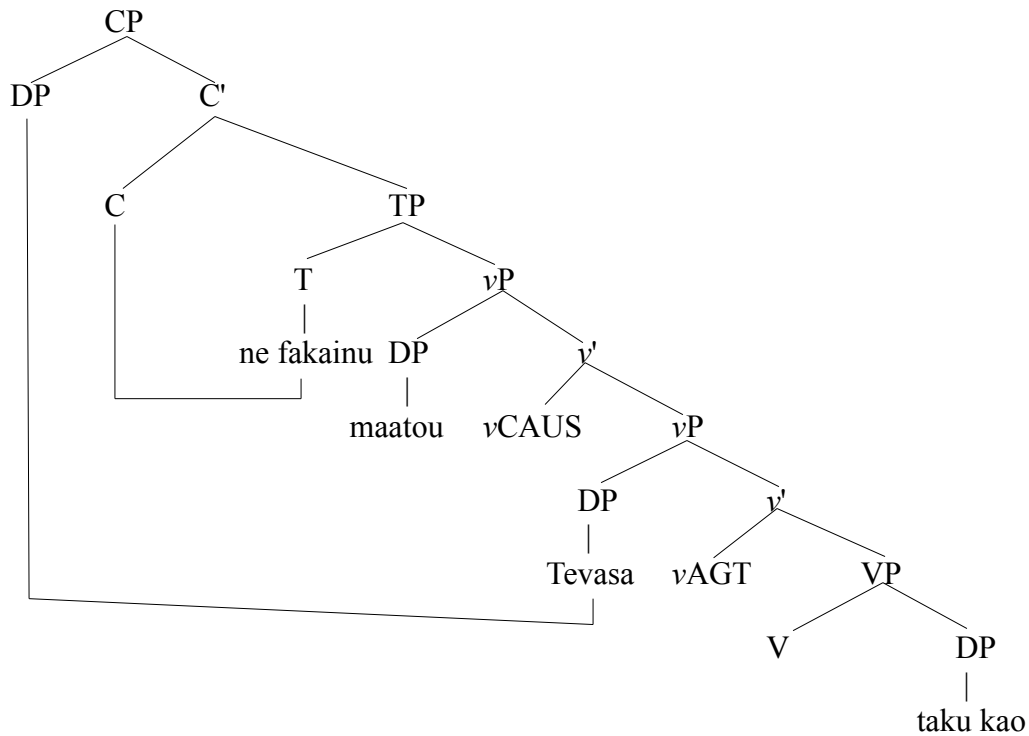 CP
DP C'
C TP
T vP
ne fakainu DP v'
maatou vCAUS vP
DP v'
Tevasa vAGT VP
V DP
taku kao